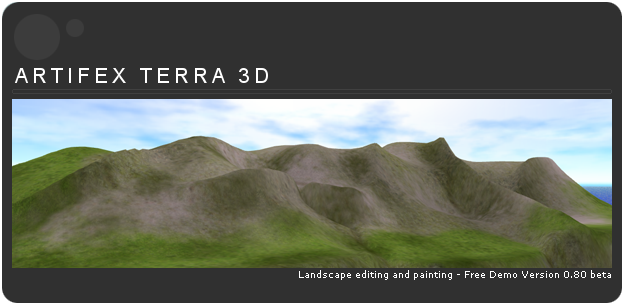 ARTIFEX TERRA 3D
Landscape editing and painting - Free Demo Version 0.80 beta